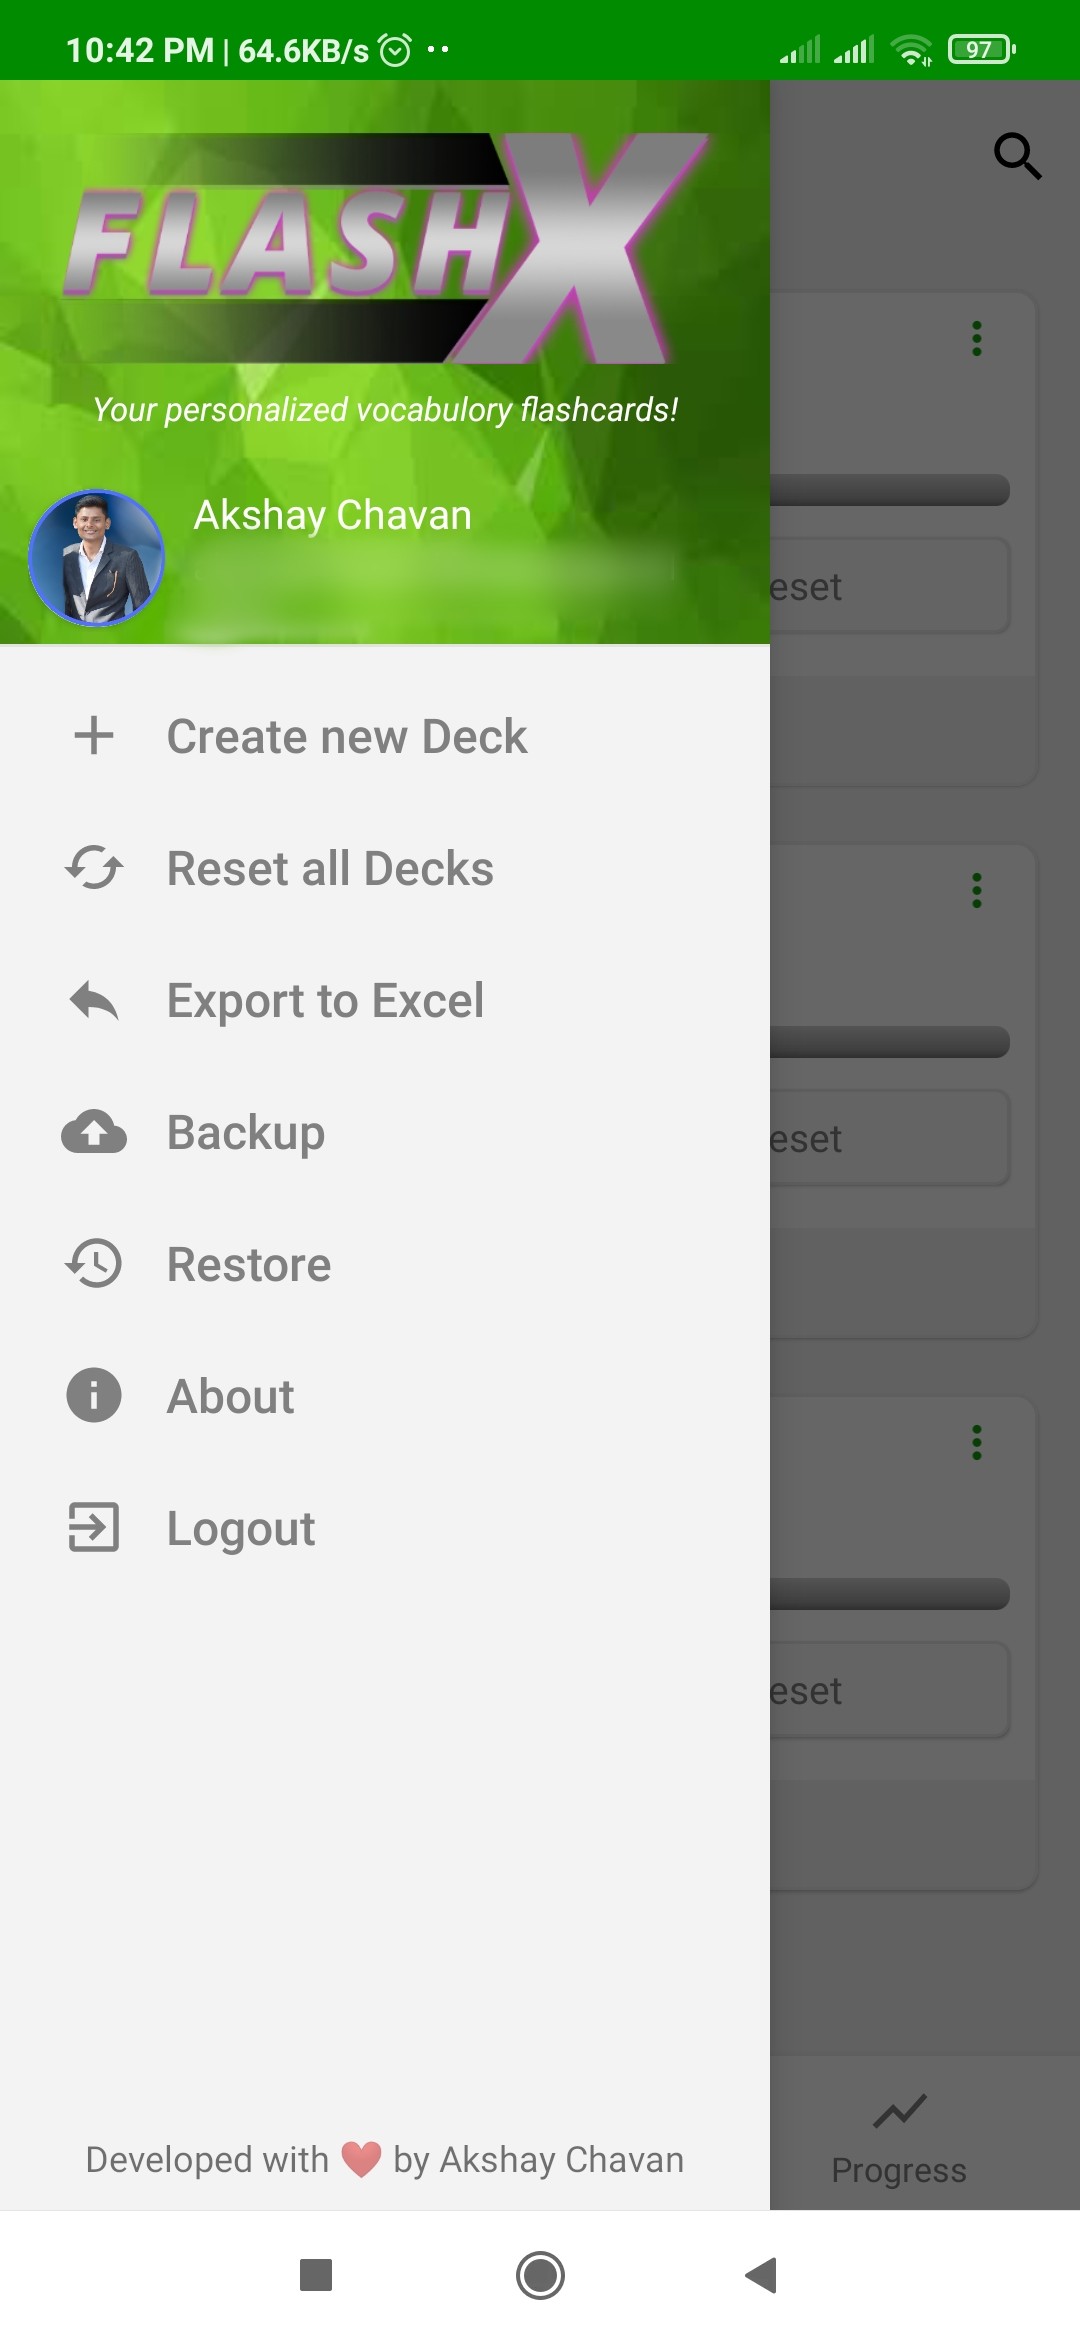 10:42 PM | 64.6KB/s
97
FLASHX
Your personalized vocabulory flashcards!
Akshay Chavan
eset
Create new Deck
Reset all Decks
Export to Excel
Backup
eset
Restore
About
Logout
eset
Developed with ❤ by Akshay Chavan
Progress